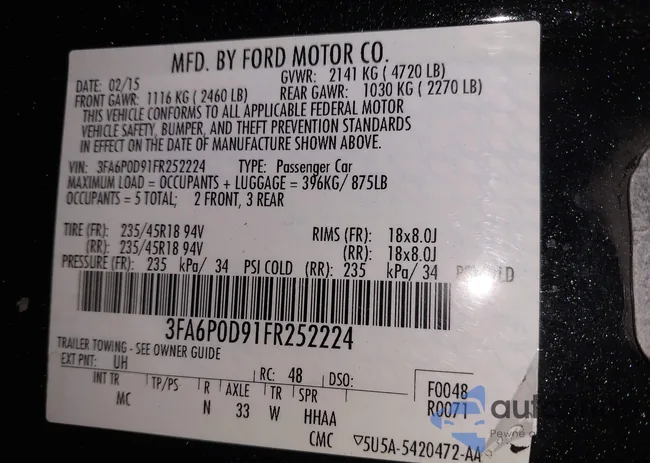 MFD. BY FORD MOTOR CO.
DATE: 02/15 GVWR: 2141 KG ( 4720 LB)
FRONT GAWR: 1116 KG ( 2460 LB) REAR GAWR: 1030 KG ( 2270 LB)
THIS VEHICLE CONFORMS TO ALL APPLICABLE FEDERAL MOTOR
VEHICLE SAFETY, BUMPER, AND THEFT PREVENTION STANDARDS
IN EFFECT ON THE DATE OF MANUFACTURE SHOWN ABOVE.
VIN: 3FA6P0D91FR252224 TYPE: Passenger Car
MAXIMUM LOAD = OCCUPANTS + LUGGAGE = 396KG/ 875LB
OCCUPANTS = 5 TOTAL; 2 FRONT, 3 REAR
TIRE (FR): 235/45R18 94V RIMS (FR): 18x8.0J
(RR): 235/45R18 94V (RR): 18x8.0J
PRESSURE (FR): 235 kPa/ 34 PSI COLD (RR): 235 kPa/ 34 PSI COLD
3FA6P0D91FR252224
TRAILER TOWING - SEE OWNER GUIDE
EXT PNT: UH RC: 48 DSO: F0048
INT TR TP/PS R AXLE TR SPR R0071
MC N 33 W HHAA
CMC ▽5U5A-5420472-AA
Pewne